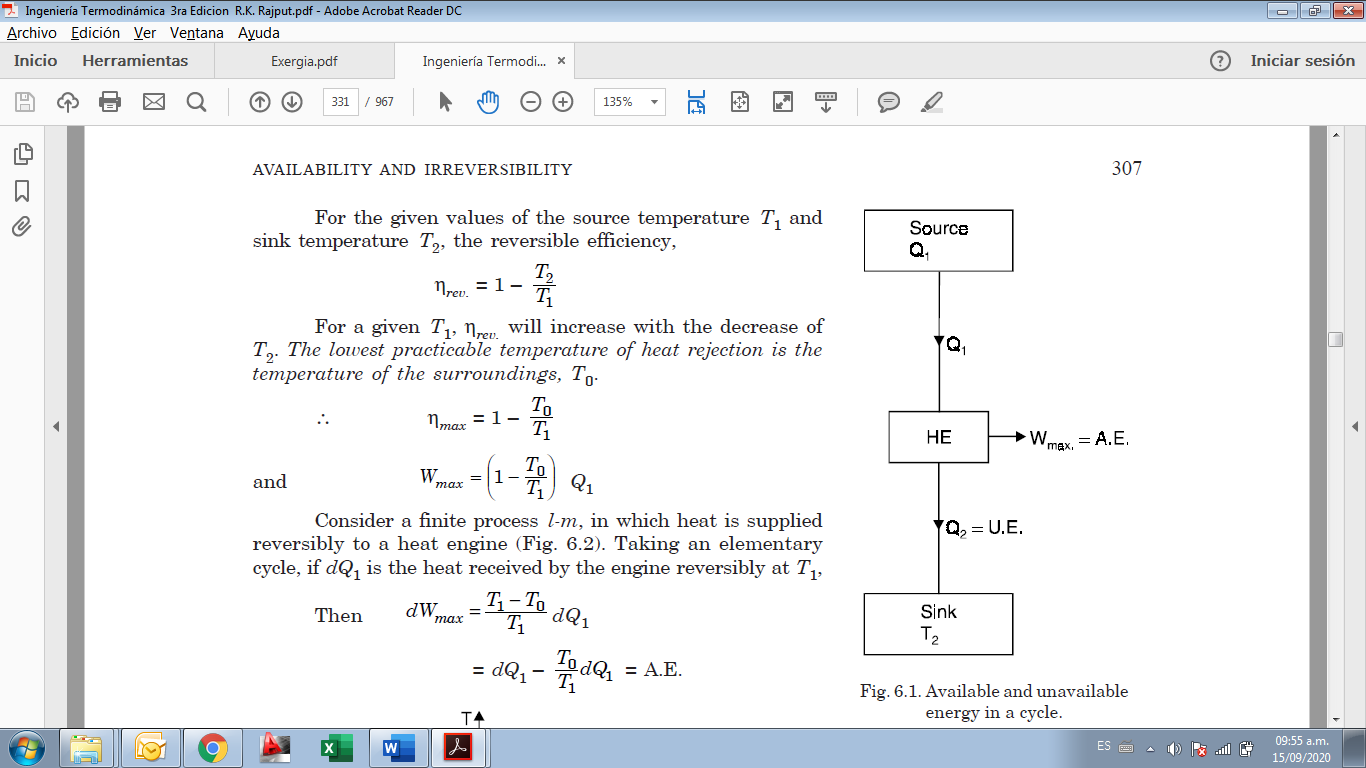 Ingeniería Termodinámica  3ra Edicion  R.K. Rajput.pdf - Adobe Acrobat Reader DC
Archivo Edición Ver Ventana Ayuda
Inicio Herramientas Exergia.pdf Ingeniería Termodi... × Iniciar sesión
331 / 967 135%
AVAILABILITY AND IRREVERSIBILITY 307
For the given values of the source temperature T₁ and
sink temperature T₂, the reversible efficiency,
η_rev. = 1 – T₂/T₁
For a given T₁, η_rev. will increase with the decrease of
T₂. The lowest practicable temperature of heat rejection is the
temperature of the surroundings, T₀.
∴ η_max = 1 – T₀/T₁
and W_max = (1 – T₀/T₁) Q₁
Consider a finite process l-m, in which heat is supplied
reversibly to a heat engine (Fig. 6.2). Taking an elementary
cycle, if dQ₁ is the heat received by the engine reversibly at T₁,
Then dW_max = (T₁ – T₀)/T₁ dQ₁
= dQ₁ – T₀/T₁ dQ₁ = A.E.
T
Source
Q₁
Q₁
HE
W_max. = A.E.
Q₂ = U.E.
Sink
T₂
Fig. 6.1. Available and unavailable
energy in a cycle.
ES 09:55 a.m.
15/09/2020